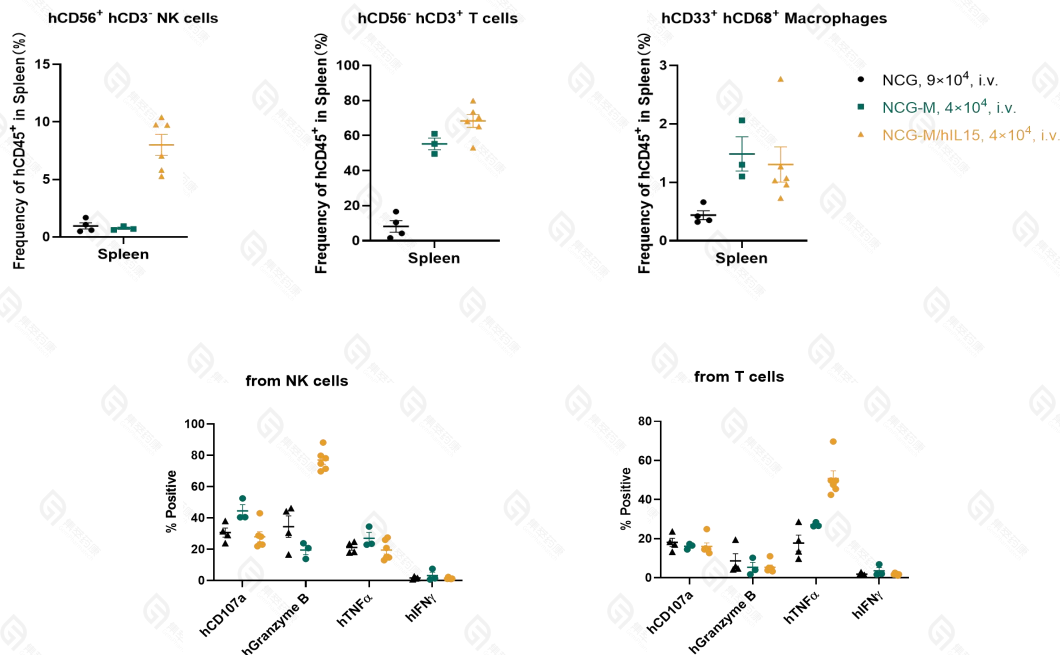 hCD56⁺ hCD3⁻ NK cells
Frequency of hCD45⁺ in Spleen(%)
15
10
5
0
Spleen
hCD56⁻ hCD3⁺ T cells
Frequency of hCD45⁺ in Spleen(%)
100
80
60
40
20
0
Spleen
hCD33⁺ hCD68⁺ Macrophages
Frequency of hCD45⁺ in Spleen(%)
3
2
1
0
Spleen
NCG, 9×10⁴, i.v.
NCG-M, 4×10⁴, i.v.
NCG-M/hIL15, 4×10⁴, i.v.
from NK cells
% Positive
100
80
60
40
20
0
hCD107a
hGranzyme B
hTNFα
hIFNγ
from T cells
% Positive
80
60
40
20
0
hCD107a
hGranzyme B
hTNFα
hIFNγ